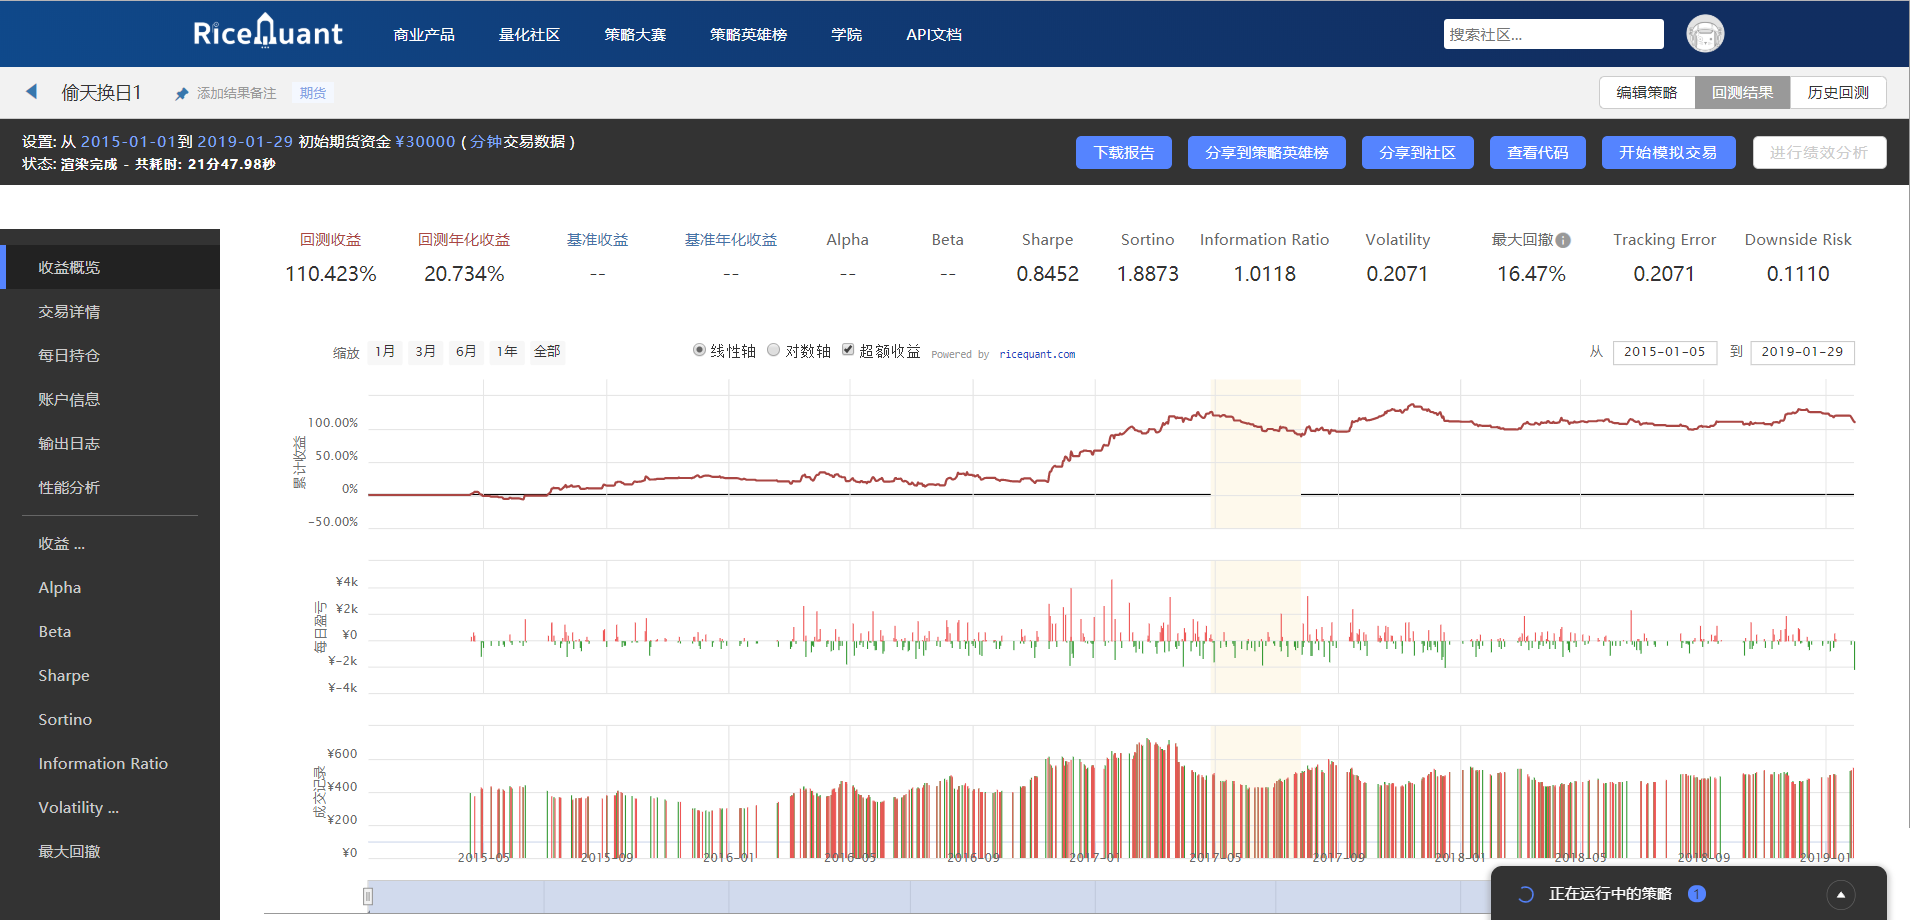 RiceQuant 商业产品 量化社区 策略大赛 策略英雄榜 学院 API文档 搜索社区...
偷天换日1 添加结果备注 期货 编辑策略 回测结果 历史回测
设置: 从 2015-01-01到 2019-01-29 初始期货资金 ¥30000 ( 分钟交易数据 )
状态: 渲染完成 - 共耗时: 21分47.98秒
下载报告 分享到策略英雄榜 分享到社区 查看代码 开始模拟交易 进行绩效分析
收益概览
交易详情
每日持仓
账户信息
输出日志
性能分析
收益 ...
Alpha
Beta
Sharpe
Sortino
Information Ratio
Volatility ...
最大回撤
回测收益 回测年化收益 基准收益 基准年化收益 Alpha Beta Sharpe Sortino Information Ratio Volatility 最大回撤 Tracking Error Downside Risk
110.423% 20.734% -- -- -- -- 0.8452 1.8873 1.0118 0.2071 16.47% 0.2071 0.1110
缩放 1月 3月 6月 1年 全部 线性轴 对数轴 超额收益 Powered by ricequant.com 从 2015-01-05 到 2019-01-29
累计收益
100.00%
50.00%
0%
-50.00%
每日盈亏
¥4k
¥2k
¥0
¥-2k
¥-4k
成交记录
¥600
¥400
¥200
¥0
2015-05 2015-09 2016-01 2016-05 2016-09 2017-01 2017-05 2017-09 2018-01 2018-05 2018-09 2019-01
正在运行中的策略 1